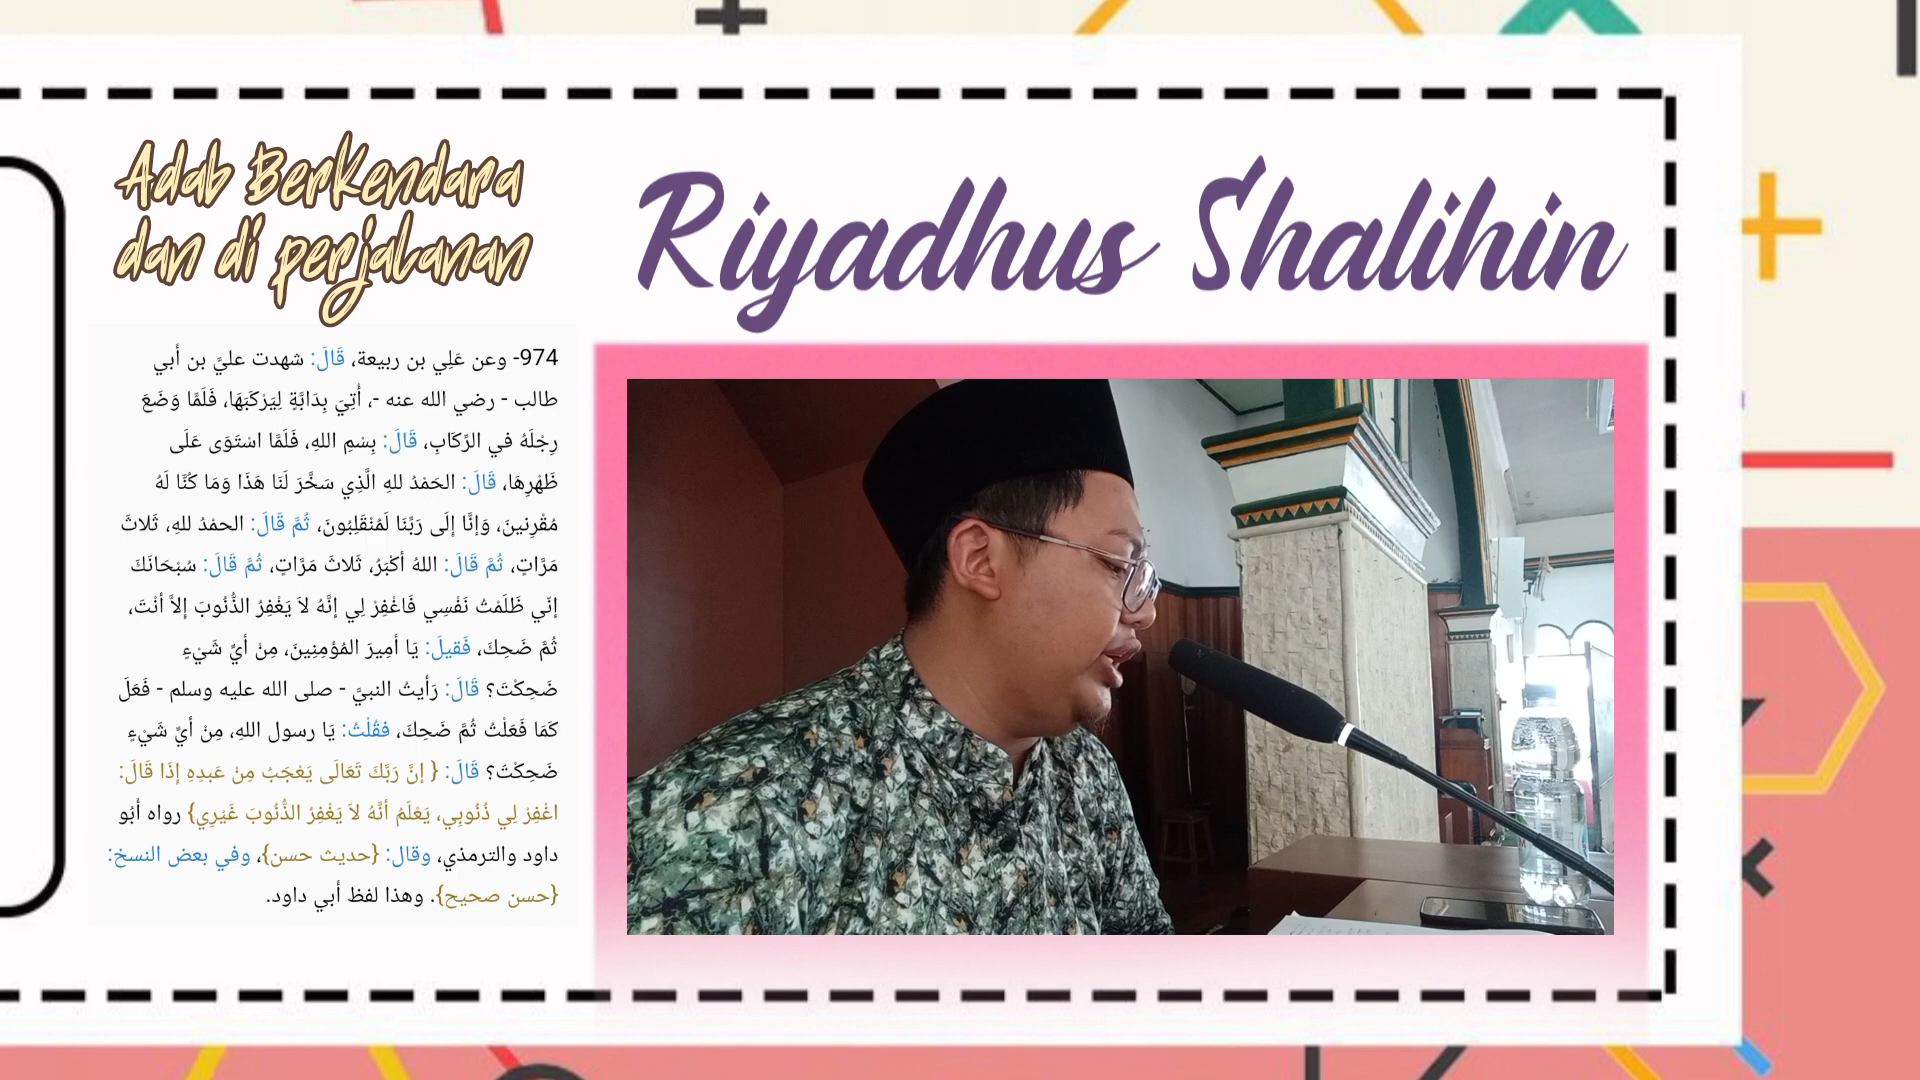 Adab Berkendara
dan di perjalanan
Riyadhus Shalihin
974- وعن عَلِي بن ربيعة، قَالَ: شهدت عليَّ بن أبي
طالب - رضي الله عنه -، أُتِيَ بِدَابَّةٍ لِيَرْكَبَهَا، فَلَمَّا وَضَعَ
رِجْلَهُ في الرِّكَابِ، قَالَ: بِسْمِ اللهِ، فَلَمَّا اسْتَوَى عَلَى
ظَهْرِهَا، قَالَ: الحَمْدُ للهِ الَّذِي سَخَّرَ لَنَا هَذَا وَمَا كُنَّا لَهُ
مُقْرِنينَ، وَإنَّا إلَى رَبِّنَا لَمُنْقَلِبُونَ، ثُمَّ قَالَ: الحمْدُ للهِ، ثَلاثَ
مَرَّاتٍ، ثُمَّ قَالَ: اللهُ أكْبَرُ، ثَلاثَ مَرَّاتٍ، ثُمَّ قَالَ: سُبْحَانَكَ
إنّي ظَلَمْتُ نَفْسِي فَاغْفِرْ لِي إنَّهُ لاَ يَغْفِرُ الذُّنُوبَ إلاَّ أنْتَ،
ثُمَّ ضَحِكَ، فَقيلَ: يَا أمِيرَ المُؤمِنِينَ، مِنْ أيِّ شَيْءٍ
ضَحِكْتَ؟ قَالَ: رَأيتُ النبيَّ - صلى الله عليه وسلم - فَعَلَ
كَمَا فَعَلْتُ ثُمَّ ضَحِكَ، فقُلْتُ: يَا رسول اللهِ، مِنْ أيِّ شَيْءٍ
ضَحِكْتَ؟ قَالَ: { إنَّ رَبَّكَ تَعَالَى يَعْجَبُ مِنْ عَبدِهِ إذَا قَالَ:
اغْفِرْ لِي ذُنُوبِي، يَعْلَمُ أنَّهُ لاَ يَغْفِرُ الذُّنُوبَ غَيْرِي} رواه أبُو
داود والترمذي، وقال: {حديث حسن}، وفي بعض النسخ:
{حسن صحيح}. وهذا لفظ أبي داود.